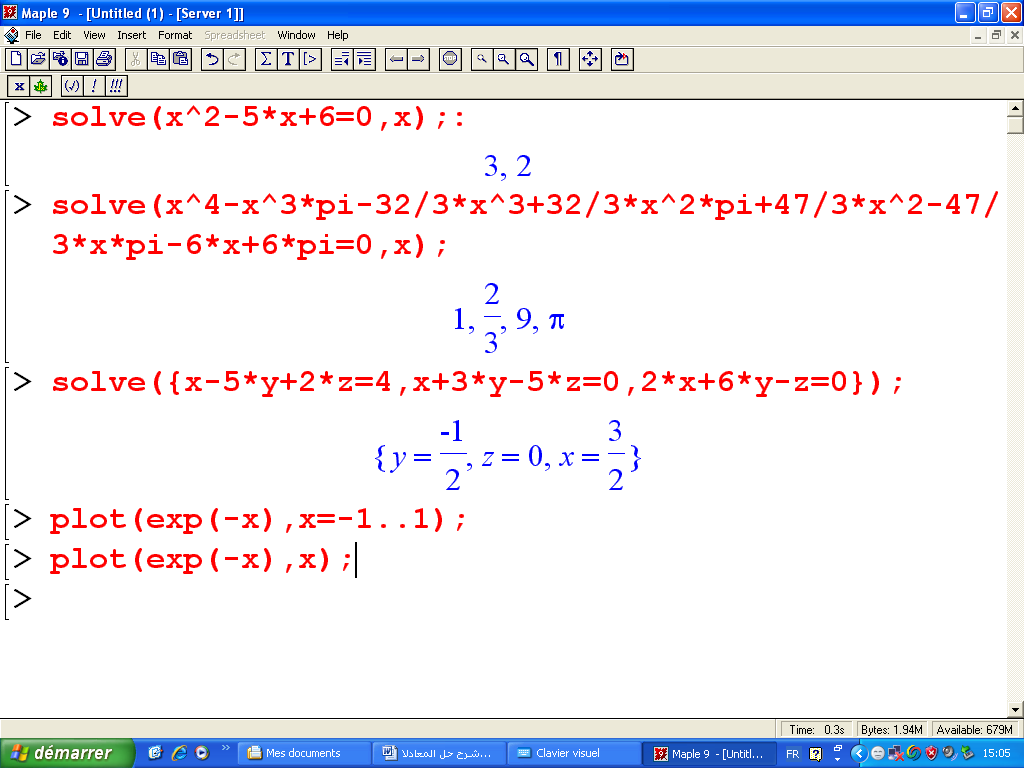 Maple 9 - [Untitled (1) - [Server 1]]
File Edit View Insert Format Spreadsheet Window Help
x (√) ! !!!
> solve(x^2-5*x+6=0,x);:
3, 2
> solve(x^4-x^3*pi-32/3*x^3+32/3*x^2*pi+47/3*x^2-47/
3*x*pi-6*x+6*pi=0,x);
1, 2/3, 9, π
> solve({x-5*y+2*z=4,x+3*y-5*z=0,2*x+6*y-z=0});
{ y = -1/2, z = 0, x = 3/2 }
> plot(exp(-x),x=-1..1);
> plot(exp(-x),x);
>
Time: 0.3s Bytes: 1.94M Available: 679M
démarrer Mes documents شرح حل المعادلا... Clavier visuel Maple 9 - [Untitl... FR 15:05